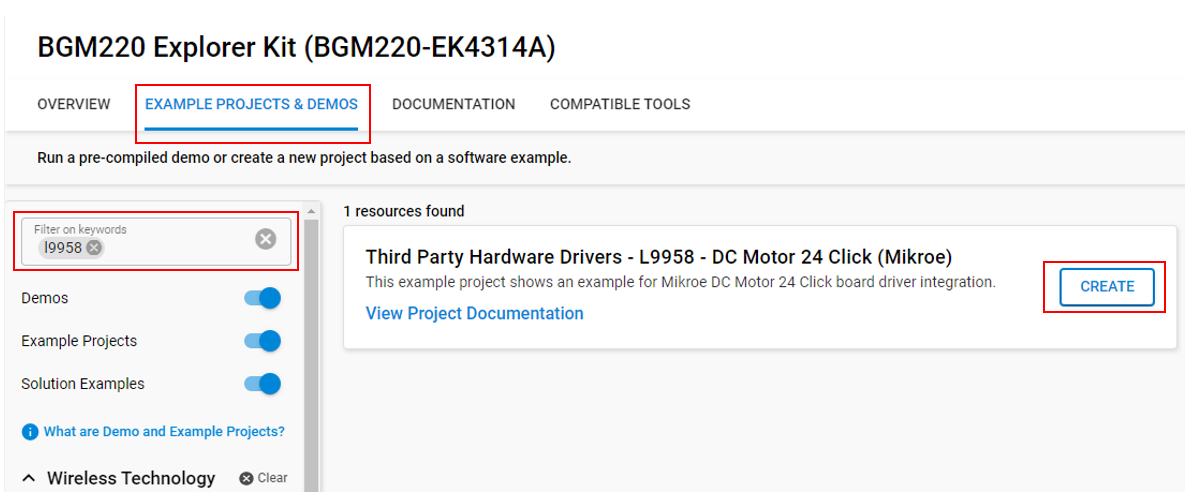 BGM220 Explorer Kit (BGM220-EK4314A)
OVERVIEW EXAMPLE PROJECTS & DEMOS DOCUMENTATION COMPATIBLE TOOLS
Run a pre-compiled demo or create a new project based on a software example.
Filter on keywords
l9958
Demos
Example Projects
Solution Examples
What are Demo and Example Projects?
Wireless Technology Clear
1 resources found
Third Party Hardware Drivers - L9958 - DC Motor 24 Click (Mikroe)
This example project shows an example for Mikroe DC Motor 24 Click board driver integration.
View Project Documentation
CREATE